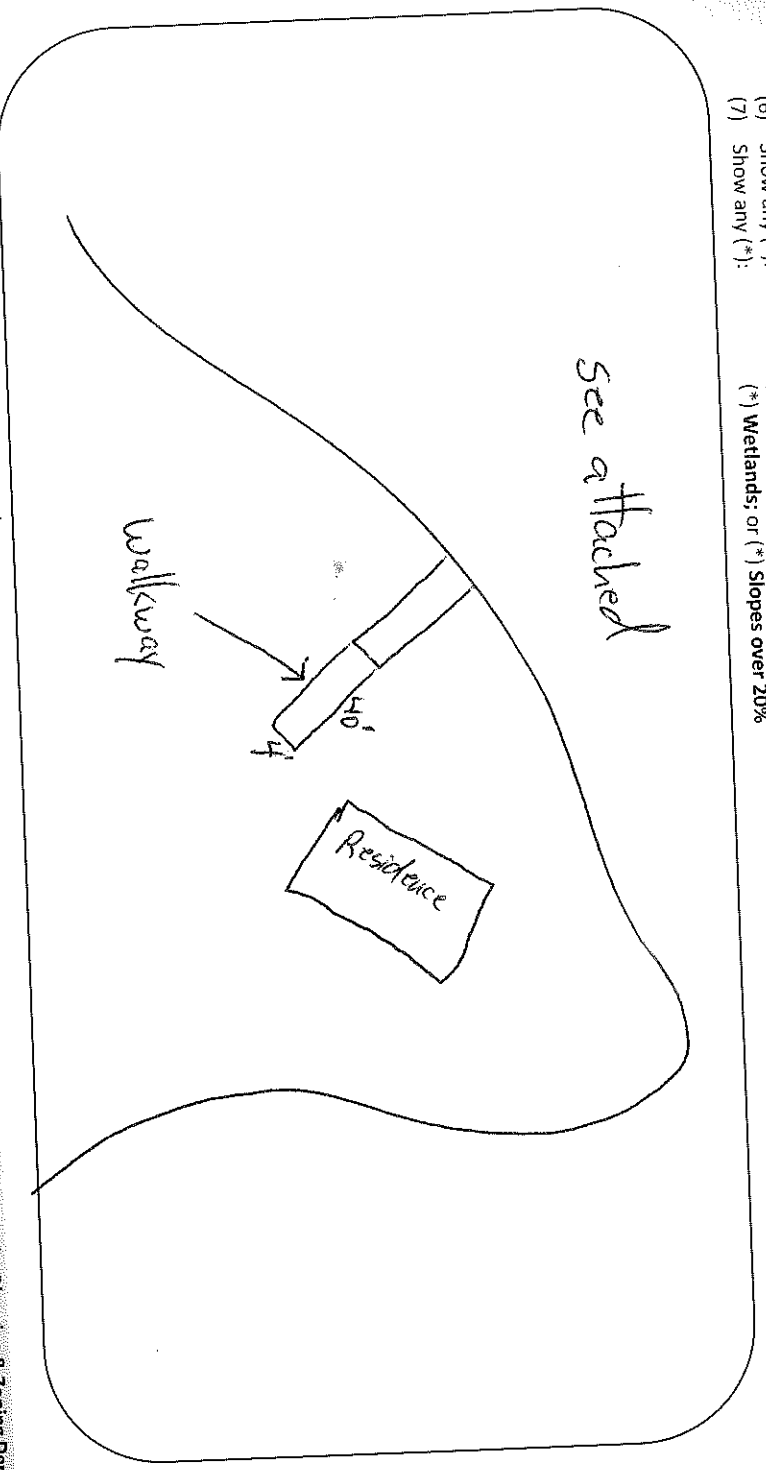 (7) Show any (*): (*) Wetlands; or (*) Slopes over 20%
See attached
Walkway
40'
4'
Residence